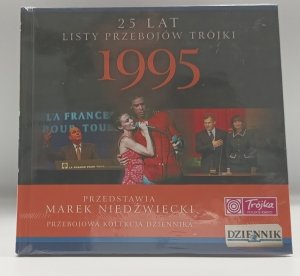 25 LAT
LISTY PRZEBOJÓW TRÓJKI
1995
LA FRANCE
POUR TOUS
PRZEDSTAWIA
MAREK NIEDŹWIECKI
PRZEBOJOWA KOLEKCJA DZIENNIKA
Trójka
DZIENNIK